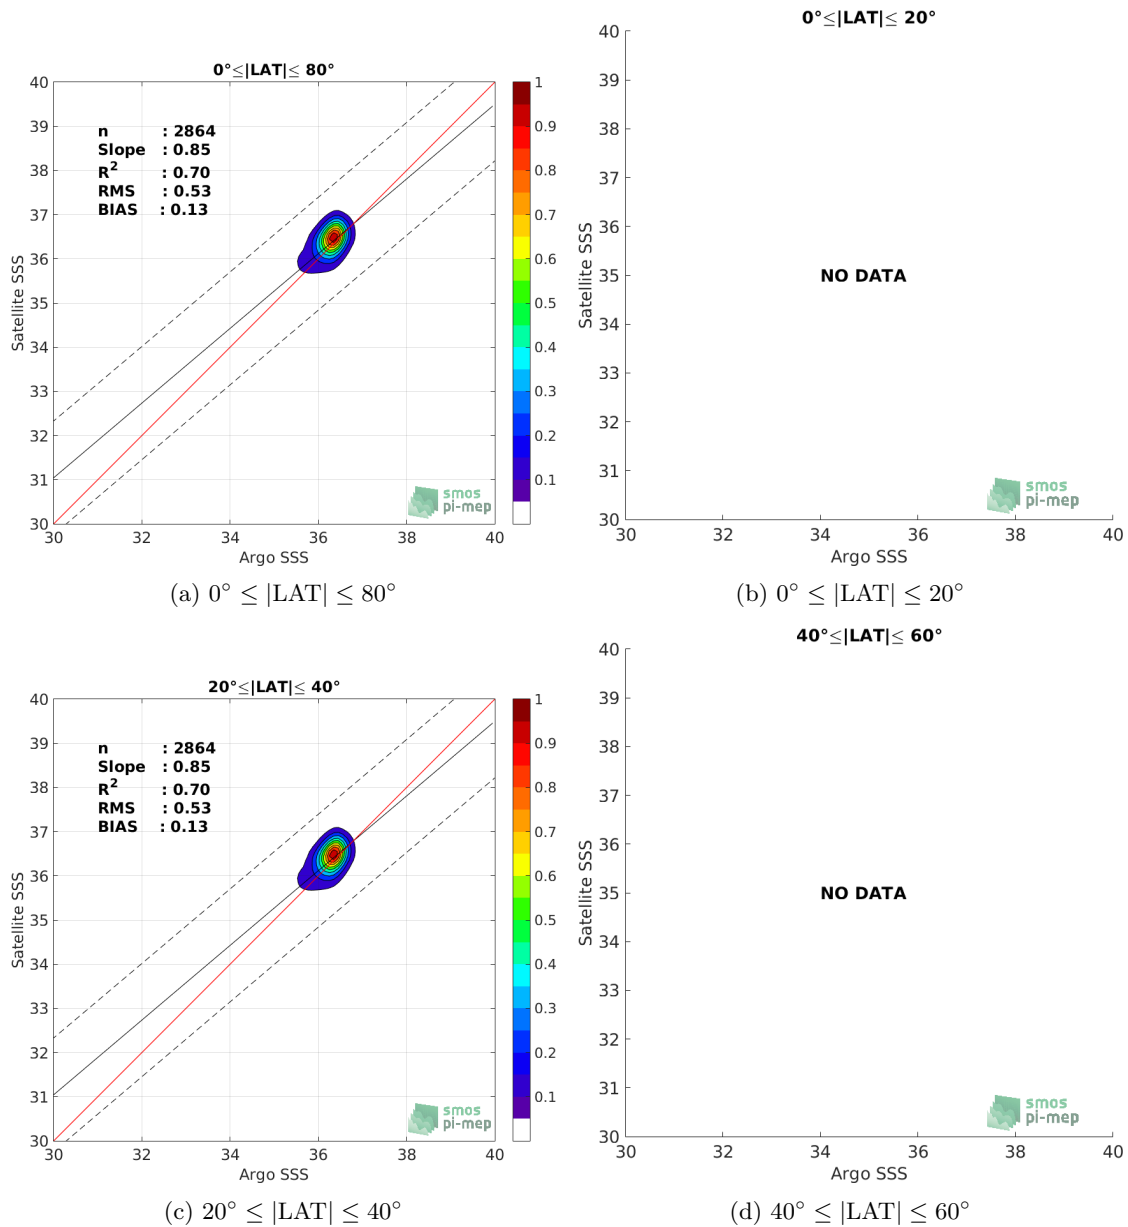 0°≤|LAT|≤ 80°
40
39
38
37
36
35
34
33
32
31
30
Satellite SSS
n : 2864
Slope : 0.85
R2 : 0.70
RMS : 0.53
BIAS : 0.13
smos
pi-mep
30 32 34 36 38 40
Argo SSS
1
0.9
0.8
0.7
0.6
0.5
0.4
0.3
0.2
0.1
(a) 0° ≤ |LAT| ≤ 80°
0°≤|LAT|≤ 20°
40
39
38
37
36
35
34
33
32
31
30
Satellite SSS
NO DATA
smos
pi-mep
30 32 34 36 38 40
Argo SSS
(b) 0° ≤ |LAT| ≤ 20°
20°≤|LAT|≤ 40°
40
39
38
37
36
35
34
33
32
31
30
Satellite SSS
n : 2864
Slope : 0.85
R2 : 0.70
RMS : 0.53
BIAS : 0.13
smos
pi-mep
30 32 34 36 38 40
Argo SSS
1
0.9
0.8
0.7
0.6
0.5
0.4
0.3
0.2
0.1
(c) 20° ≤ |LAT| ≤ 40°
40°≤|LAT|≤ 60°
40
39
38
37
36
35
34
33
32
31
30
Satellite SSS
NO DATA
smos
pi-mep
30 32 34 36 38 40
Argo SSS
(d) 40° ≤ |LAT| ≤ 60°